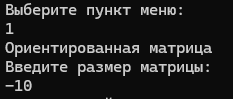 Выберите пункт меню:
1
Ориентированная матрица
Введите размер матрицы:
-10